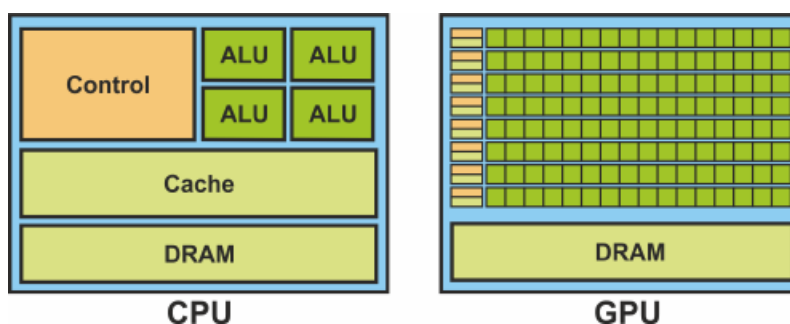 Control
ALU ALU
ALU ALU
Cache
DRAM
CPU
DRAM
GPU